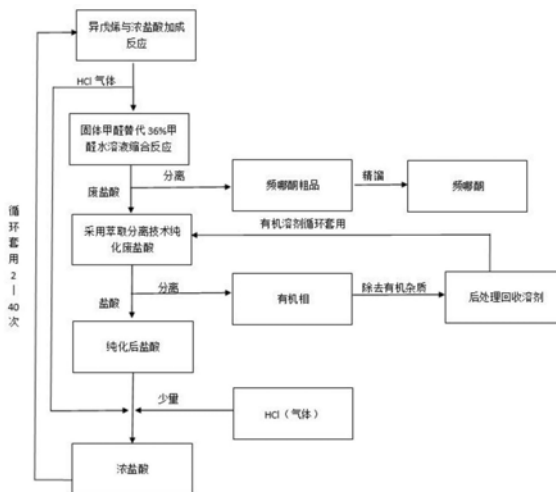 异戊烯与浓盐酸加成
反应
HCl 气体
固体甲醛替代 36%甲
醛水溶液缩合反应
分离
频哪酮粗品
精馏
频哪酮
废盐酸
有机溶剂循环套用
采用萃取分离技术纯
化废盐酸
循环套用2—40次
盐酸
分离
有机相
除去有机杂质
后处理回收溶剂
纯化后盐酸
少量
HCl（气体）
浓盐酸